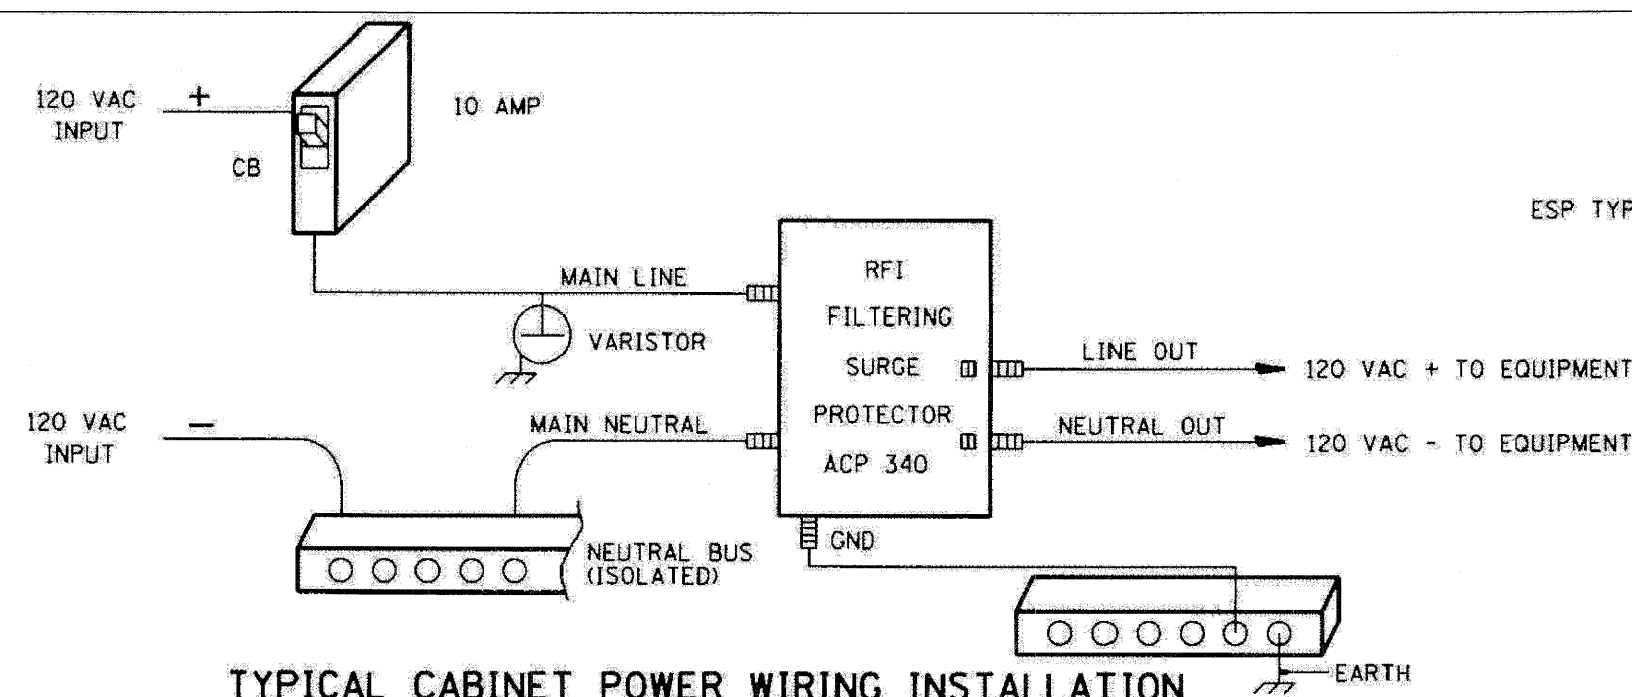 120 VAC
INPUT
+
CB
10 AMP
ESP TYP
MAIN LINE
VARISTOR
RFI
FILTERING
SURGE
PROTECTOR
ACP 340
LINE OUT
120 VAC + TO EQUIPMENT
120 VAC
INPUT
-
MAIN NEUTRAL
NEUTRAL OUT
120 VAC - TO EQUIPMENT
NEUTRAL BUS
(ISOLATED)
GND
EARTH
TYPICAL CABINET POWER WIRING INSTALLATION